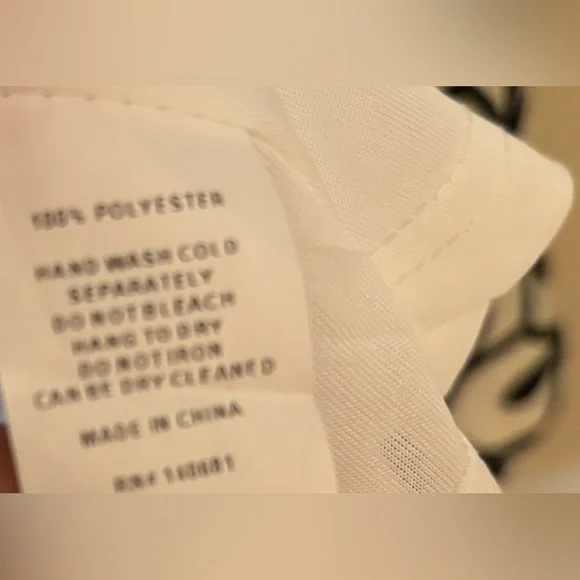 100% POLYESTER
HAND WASH COLD
SEPARATELY
DO NOT BLEACH
HANG TO DRY
DO NOT IRON
CAN BE DRY CLEANED
MADE IN CHINA
RN# 140681